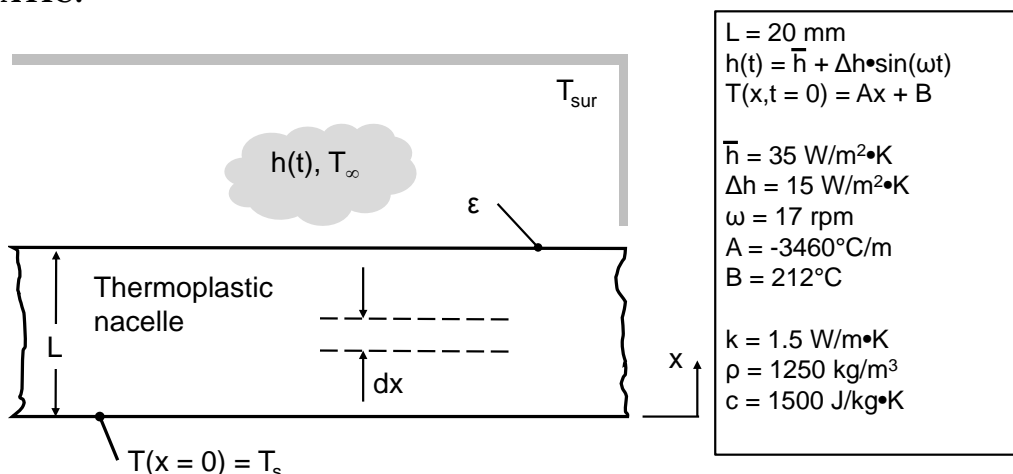 T_sur
h(t), T_∞
ε
Thermoplastic
nacelle
L
dx
x
T(x = 0) = T_s
L = 20 mm
h(t) = h̅ + Δh•sin(ωt)
T(x,t = 0) = Ax + B
h̅ = 35 W/m²•K
Δh = 15 W/m²•K
ω = 17 rpm
A = -3460°C/m
B = 212°C
k = 1.5 W/m•K
ρ = 1250 kg/m³
c = 1500 J/kg•K